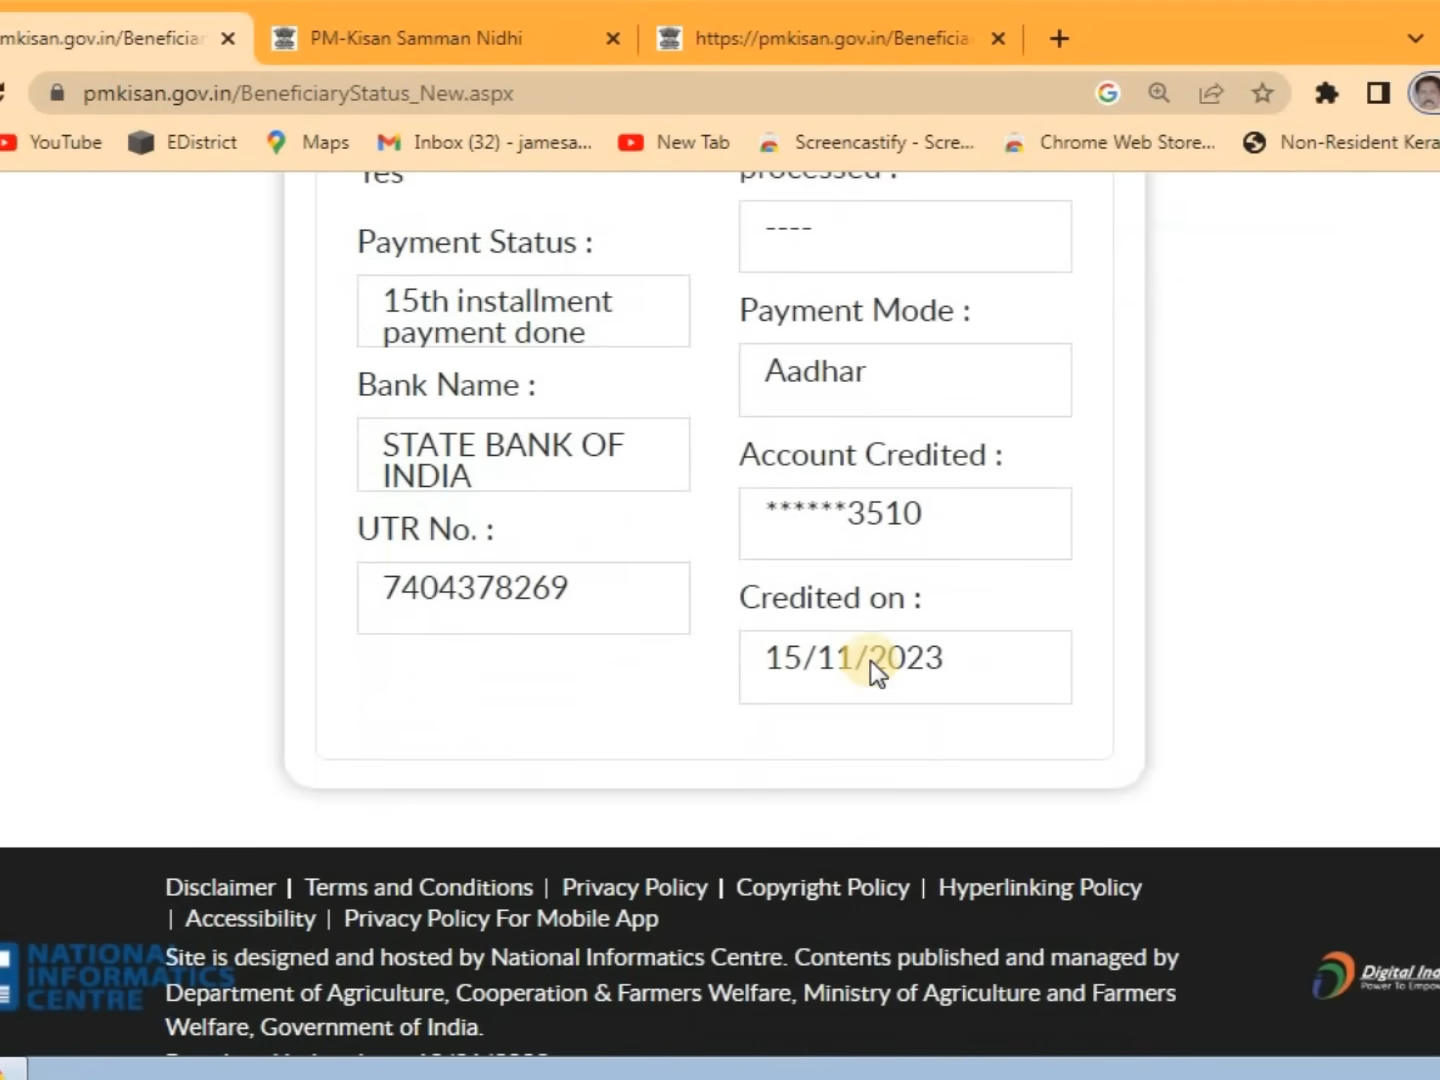 mkisan.gov.in/Beneficiar
PM-Kisan Samman Nidhi
https://pmkisan.gov.in/Beneficia
pmkisan.gov.in/BeneficiaryStatus_New.aspx
YouTube
EDistrict
Maps
Inbox (32) - jamesa...
New Tab
Screencastify - Scre...
Chrome Web Store...
Non-Resident Kera
Yes
processed :
----
Payment Status :
15th installment
payment done
Payment Mode :
Aadhar
Bank Name :
STATE BANK OF
INDIA
Account Credited :
******3510
UTR No. :
7404378269
Credited on :
15/11/2023
Disclaimer | Terms and Conditions | Privacy Policy | Copyright Policy | Hyperlinking Policy
| Accessibility | Privacy Policy For Mobile App
NATIONAL
INFORMATICS
CENTRE
Site is designed and hosted by National Informatics Centre. Contents published and managed by
Department of Agriculture, Cooperation & Farmers Welfare, Ministry of Agriculture and Farmers
Welfare, Government of India.
Digital Ind
Power To Empow